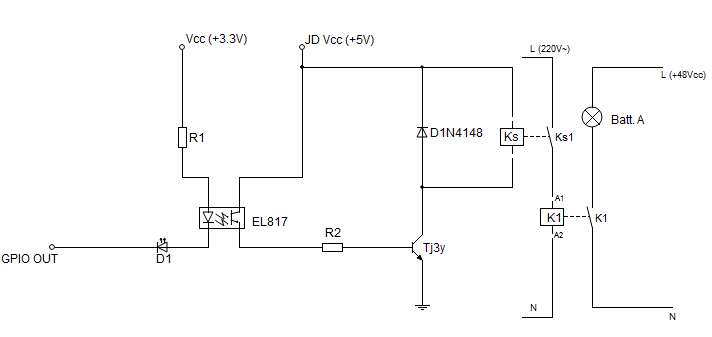 Vcc (+3.3V)
JD Vcc (+5V)
L (220V~)
L (+48Vcc)
R1
D1N4148
Ks
Ks1
Batt. A
A1
EL817
K1
K1
R2
A2
Tj3y
GPIO OUT
D1
N
N